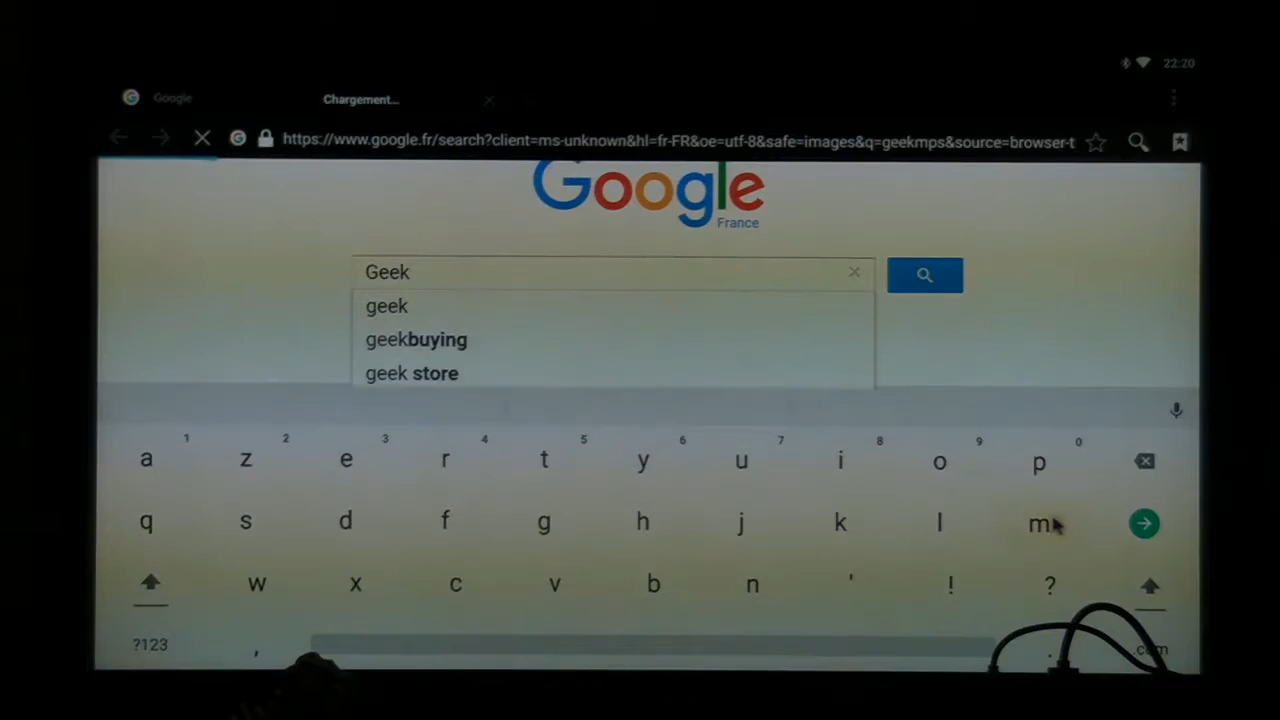 22:20
Google
Chargement...
https://www.google.fr/search?client=ms-unknown&hl=fr-FR&oe=utf-8&safe=images&q=geekmps&source=browser-t
Google
France
Geek
geek
geekbuying
geek store
1 2 3 4 5 6 7 8 9 0
a z e r t y u i o p
q s d f g h j k l m
w x c v b n ' ! ?
?123 , . .com